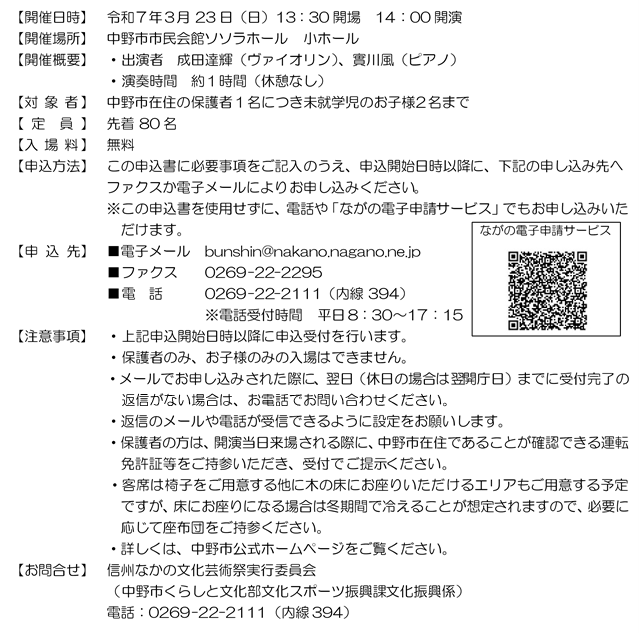 【開催日時】 令和7年3月23日(日)13:30開場 14:00開演
【開催場所】 中野市市民会館ソソラホール 小ホール
【開催概要】 ・出演者 成田達輝(ヴァイオリン)、實川風(ピアノ)
・演奏時間 約1時間(休憩なし)
【対象者】 中野市在住の保護者1名につき未就学児のお子様2名まで
【定員】 先着80名
【入場料】 無料
【申込方法】 この申込書に必要事項をご記入のうえ、申込開始日時以降に、下記の申し込み先へ
ファクスか電子メールによりお申し込みください。
※この申込書を使用せずに、電話や「ながの電子申請サービス」でもお申し込みいた
だけます。
ながの電子申請サービス
【申込先】 ■電子メール bunshin@nakano.nagano.ne.jp
■ファクス 0269-22-2295
■電話 0269-22-2111(内線394)
※電話受付時間 平日8:30~17:15
【注意事項】 ・上記申込開始日時以降に申込受付を行います。
・保護者のみ、お子様のみの入場はできません。
・メールでお申し込みされた際に、翌日(休日の場合は翌開庁日)までに受付完了の
返信がない場合は、お電話でお問い合わせください。
・返信のメールや電話が受信できるように設定をお願いします。
・保護者の方は、開演当日来場される際に、中野市在住であることが確認できる運転
免許証等をご持参いただき、受付でご提示ください。
・客席は椅子をご用意する他に木の床にお座りいただけるエリアもご用意する予定
ですが、床にお座りになる場合は冬期間で冷えることが想定されますので、必要に
応じて座布団をご持参ください。
・詳しくは、中野市公式ホームページをご覧ください。
【お問合せ】 信州なかの文化芸術祭実行委員会
(中野市くらしと文化部文化スポーツ振興課文化振興係)
電話:0269-22-2111(内線394)